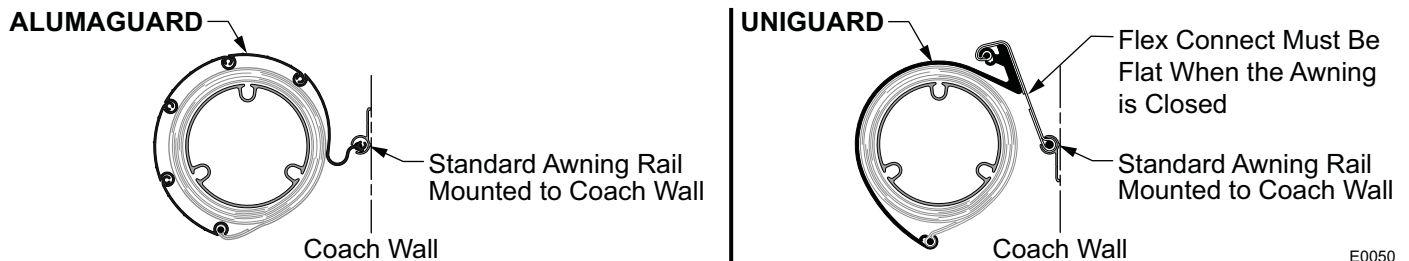 ALUMAGUARD
Standard Awning Rail
Mounted to Coach Wall
Coach Wall
UNIGUARD
Flex Connect Must Be
Flat When the Awning
is Closed
Standard Awning Rail
Mounted to Coach Wall
Coach Wall
E0050